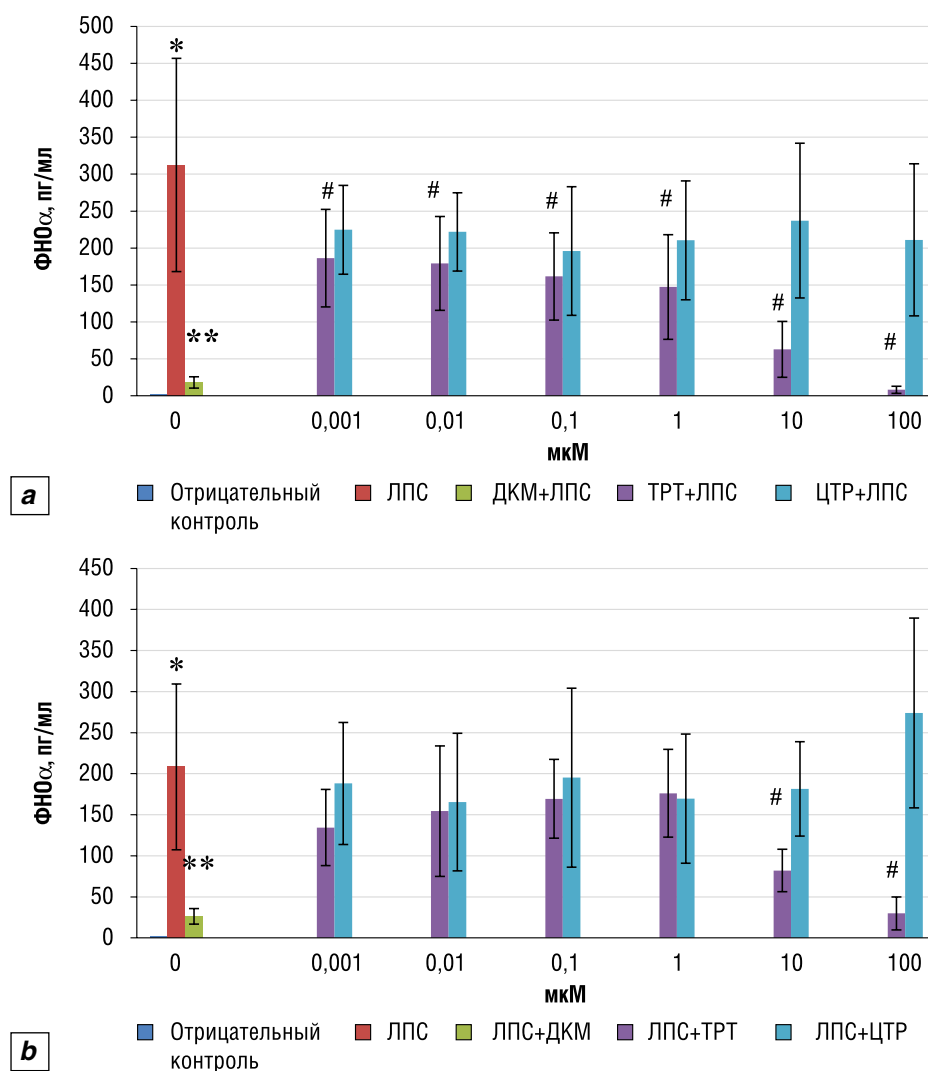 500
*
450
400
350
300
250
200
150
100
50
0
ФНОα, пг/мл
**
#
#
#
#
#
#
0
0,001
0,01
0,1
1
10
100
мкМ
a
Отрицательный контроль
ЛПС
ДКМ+ЛПС
ТРТ+ЛПС
ЦТР+ЛПС
450
400
350
300
250
200
150
100
50
0
ФНОα, пг/мл
*
**
#
#
0
0,001
0,01
0,1
1
10
100
мкМ
b
Отрицательный контроль
ЛПС
ЛПС+ДКМ
ЛПС+ТРТ
ЛПС+ЦТР